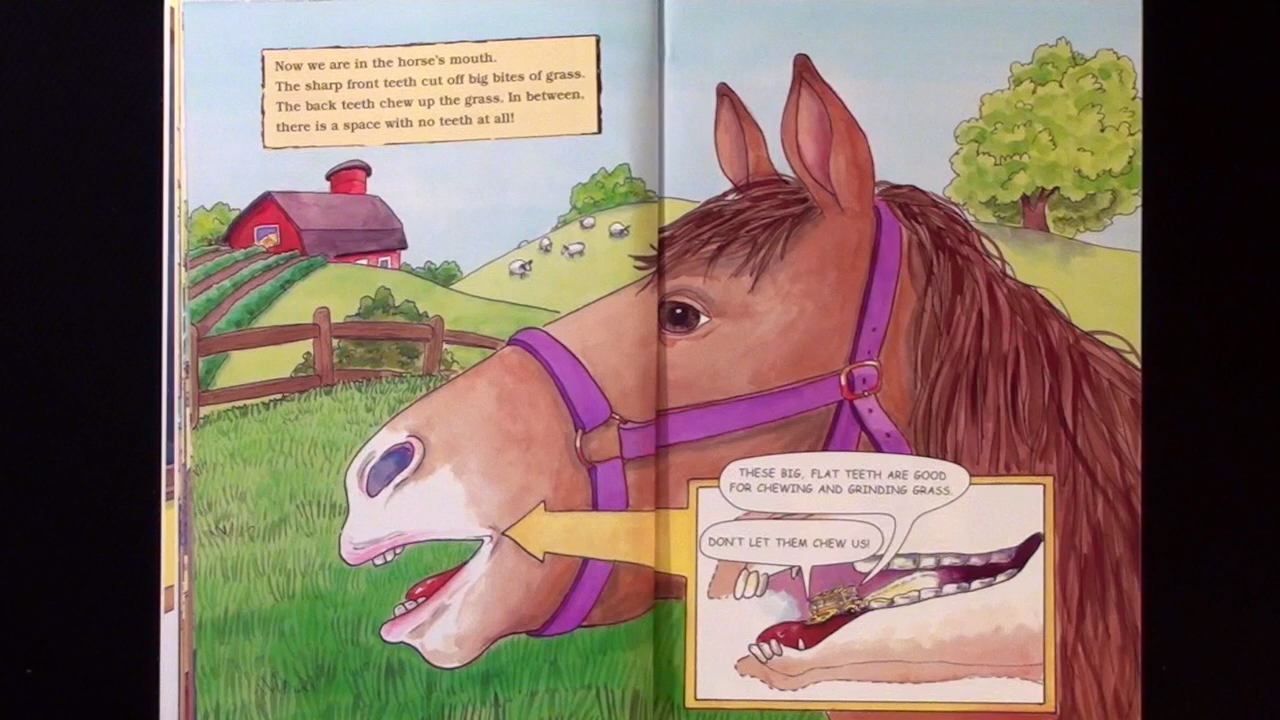 Now we are in the horse's mouth.
The sharp front teeth cut off big bites of grass.
The back teeth chew up the grass. In between,
there is a space with no teeth at all!
THESE BIG, FLAT TEETH ARE GOOD
FOR CHEWING AND GRINDING GRASS.
DON'T LET THEM CHEW US!